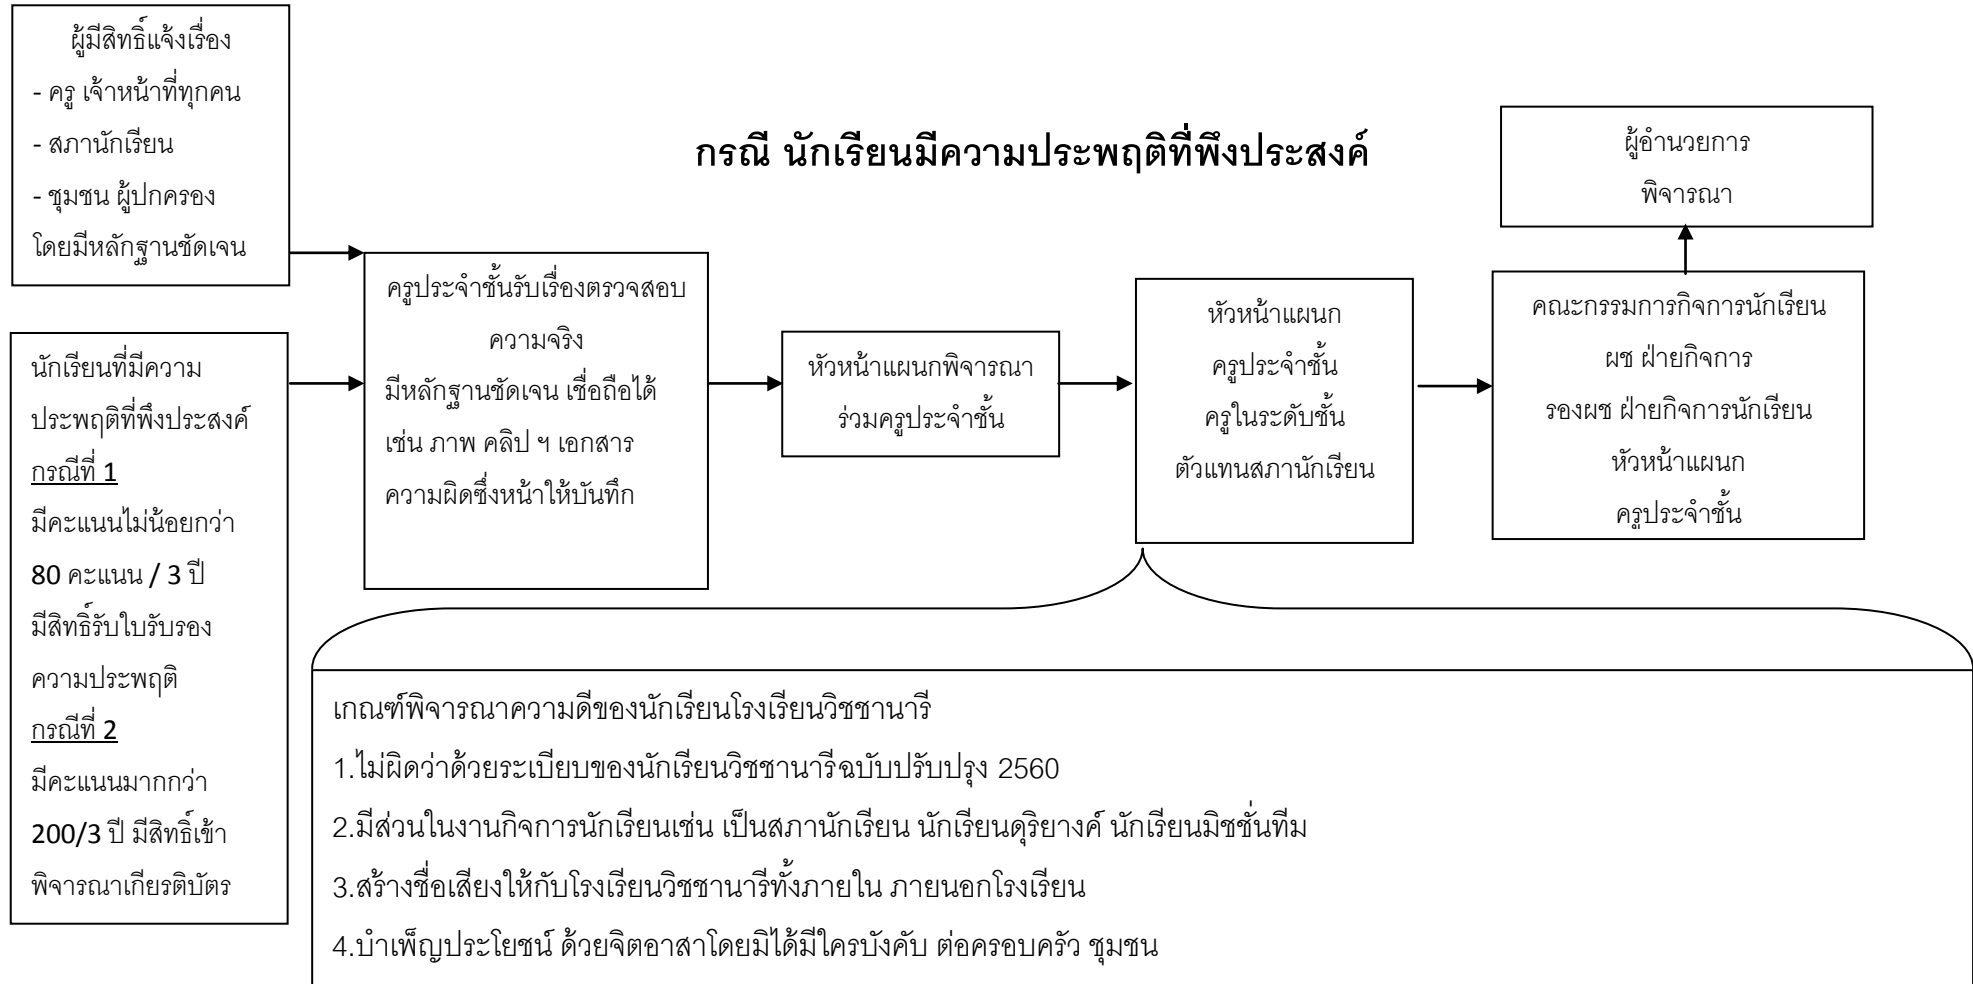 ผู้มีสิทธิ์แจ้งเรื่อง
- ครู เจ้าหน้าที่ทุกคน
- สภานักเรียน
- ชุมชน ผู้ปกครอง
โดยมีหลักฐานชัดเจน
กรณี นักเรียนมีความประพฤติที่พึงประสงค์
ผู้อำนวยการ
พิจารณา
นักเรียนที่มีความ
ประพฤติที่พึงประสงค์
กรณีที่ 1
มีคะแนนไม่น้อยกว่า
80 คะแนน / 3 ปี
มีสิทธิ์รับใบรับรอง
ความประพฤติ
กรณีที่ 2
มีคะแนนมากกว่า
200/3 ปี มีสิทธิ์เข้า
พิจารณาเกียรติบัตร
ครูประจำชั้นรับเรื่องตรวจสอบ
ความจริง
มีหลักฐานชัดเจน เชื่อถือได้
เช่น ภาพ คลิป ฯ เอกสาร
ความผิดซึ่งหน้าให้บันทึก
หัวหน้าแผนกพิจารณา
ร่วมครูประจำชั้น
หัวหน้าแผนก
ครูประจำชั้น
ครูในระดับชั้น
ตัวแทนสภานักเรียน
คณะกรรมการกิจการนักเรียน
ผช ฝ่ายกิจการ
รองผช ฝ่ายกิจการนักเรียน
หัวหน้าแผนก
ครูประจำชั้น
เกณฑ์พิจารณาความดีของนักเรียนโรงเรียนวิชชานารี
1.ไม่ผิดว่าด้วยระเบียบของนักเรียนวิชชานารีฉบับปรับปรุง 2560
2.มีส่วนในงานกิจการนักเรียนเช่น เป็นสภานักเรียน นักเรียนดุริยางค์ นักเรียนมิชชั่นทีม
3.สร้างชื่อเสียงให้กับโรงเรียนวิชชานารีทั้งภายใน ภายนอกโรงเรียน
4.บำเพ็ญประโยชน์ ด้วยจิตอาสาโดยมิได้มีใครบังคับ ต่อครอบครัว ชุมชน